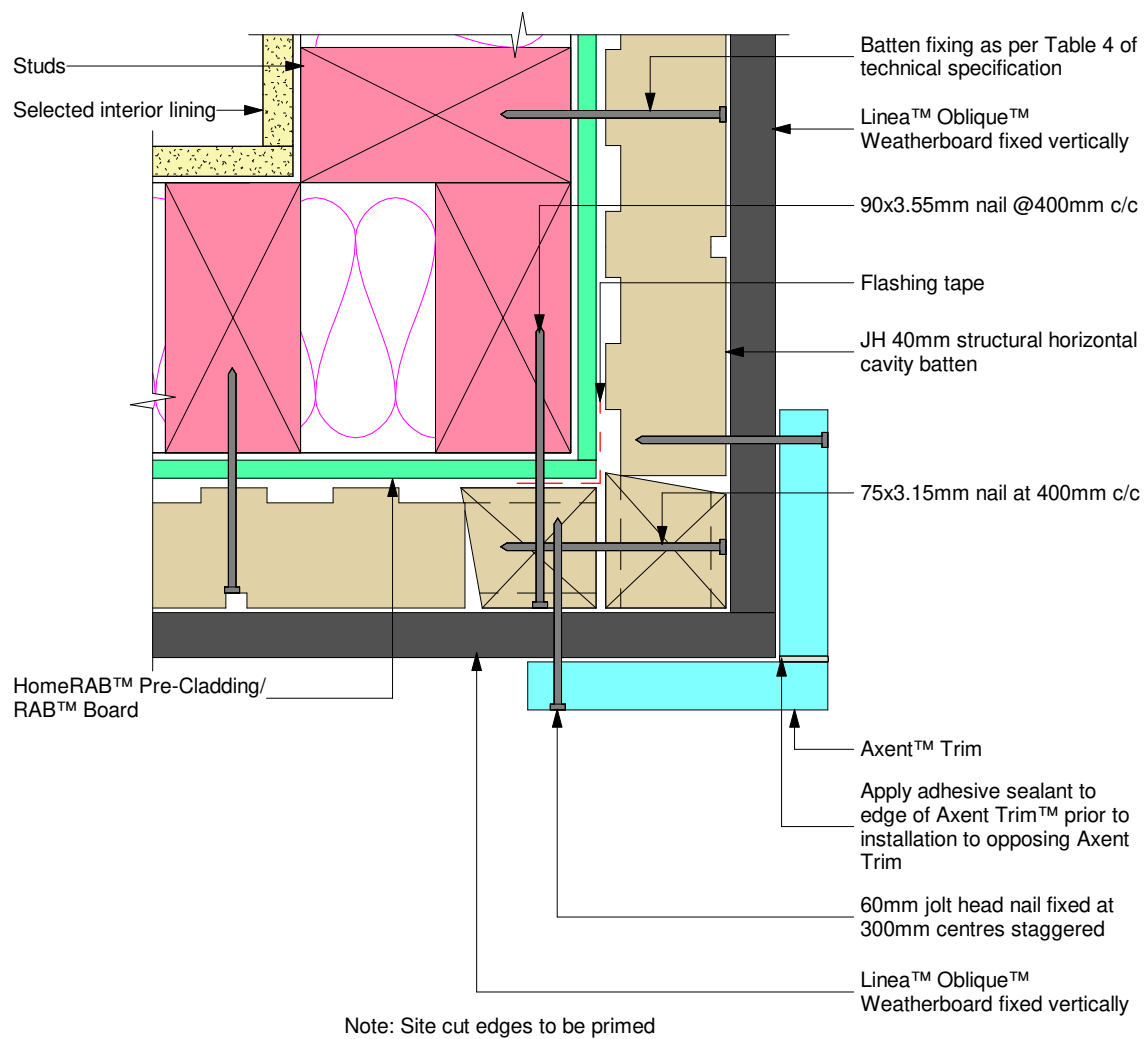 Studs
Selected interior lining
HomeRAB™ Pre-Cladding/
RAB™ Board
Batten fixing as per Table 4 of
technical specification
Linea™ Oblique™
Weatherboard fixed vertically
90x3.55mm nail @400mm c/c
Flashing tape
JH 40mm structural horizontal
cavity batten
75x3.15mm nail at 400mm c/c
Axent™ Trim
Apply adhesive sealant to
edge of Axent Trim™ prior to
installation to opposing Axent
Trim
60mm jolt head nail fixed at
300mm centres staggered
Linea™ Oblique™
Weatherboard fixed vertically
Note: Site cut edges to be primed